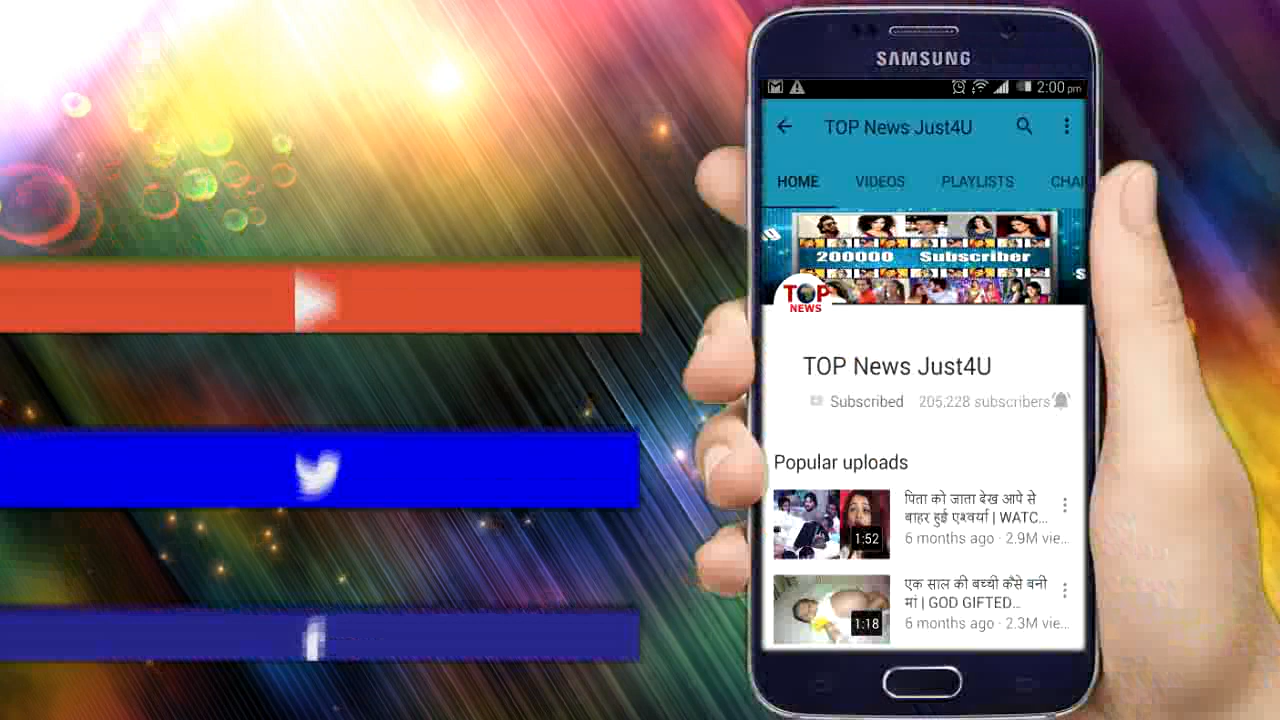 SAMSUNG
2:00 pm
TOP News Just4U
HOME VIDEOS PLAYLISTS CHA
200000 Subscriber
TOP
NEWS
TOP News Just4U
Subscribed 205,228 subscribers
Popular uploads
पिता को जाता देख आपे से
बाहर हुई एश्वर्या | WATC...
1:52
6 months ago · 2.9M vie...
एक साल की बच्ची कैसे बनी
मां | GOD GIFTED...
1:18
6 months ago · 2.3M vie...